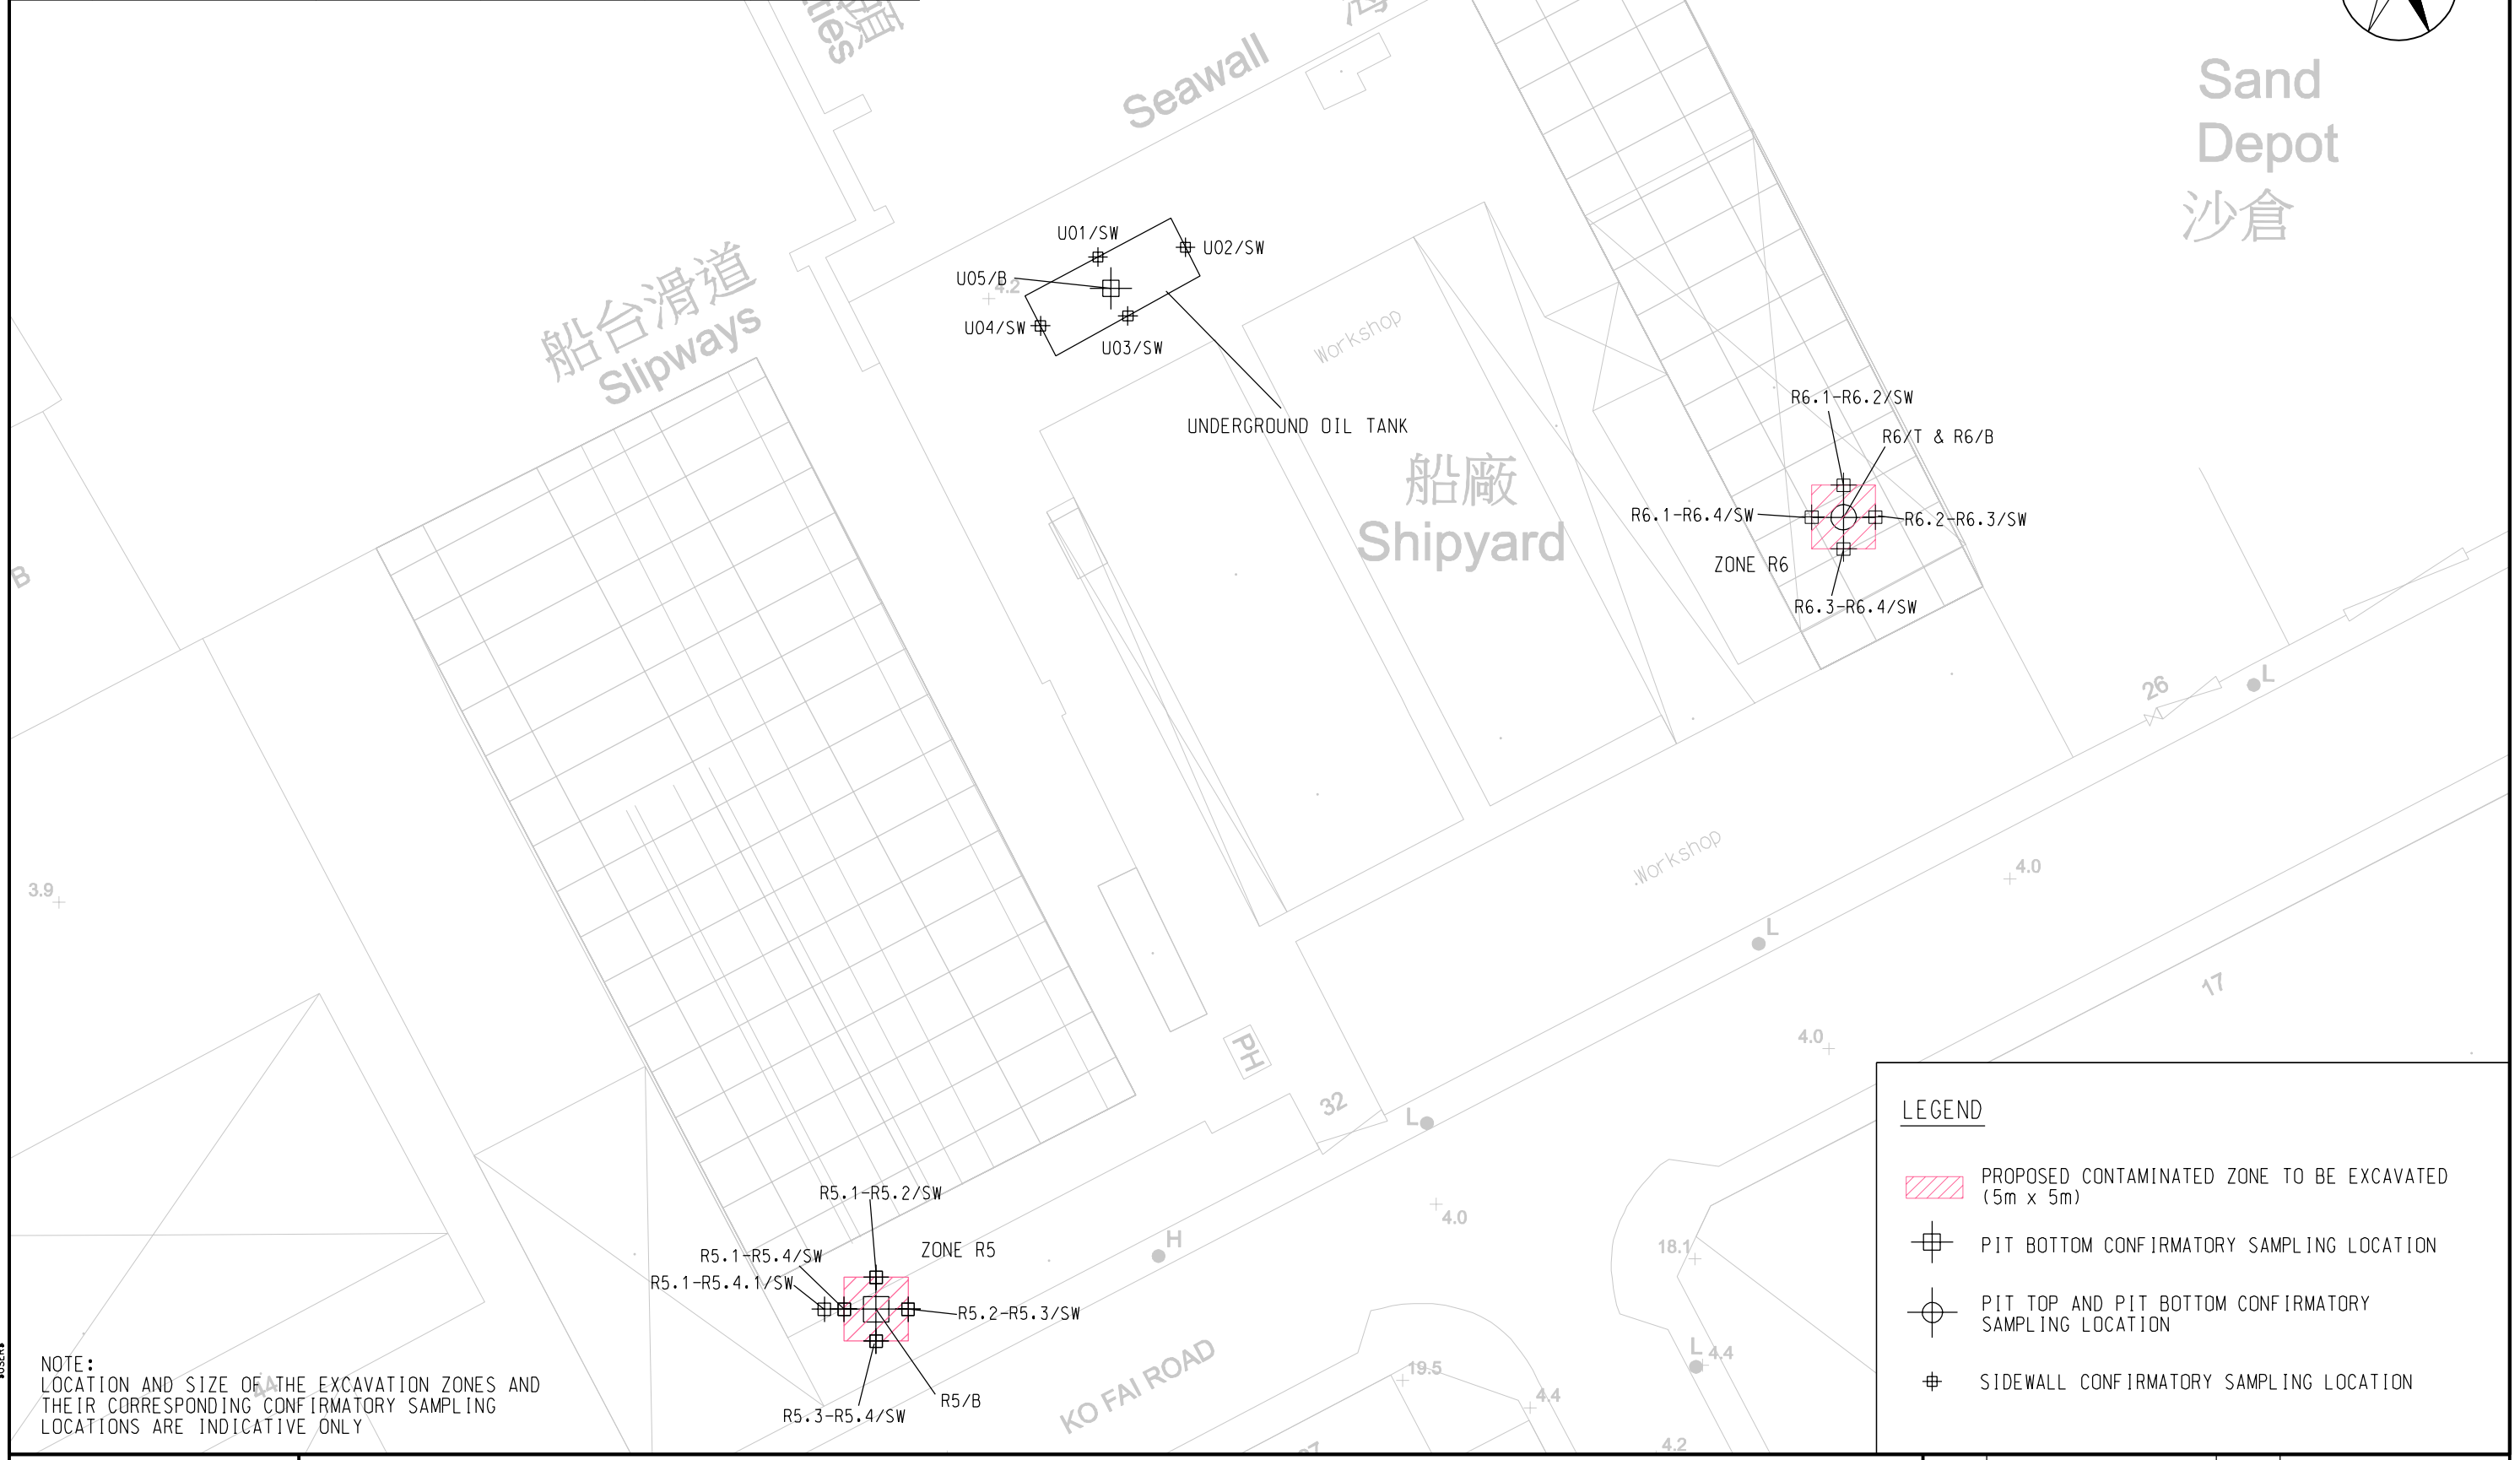 Seawall
Sand
Depot
沙倉
U01/SW
U02/SW
U05/B
4.2
U04/SW
U03/SW
船台滑道
Slipways
Workshop
UNDERGROUND OIL TANK
船廠
Shipyard
R6.1-R6.2/SW
R6/T & R6/B
R6.1-R6.4/SW
R6.2-R6.3/SW
ZONE R6
R6.3-R6.4/SW
B
26
L
Workshop
3.9
4.0
L
17
4.0
PH
32
L
4.0
H
18.1
R5.1-R5.2/SW
ZONE R5
R5.1-R5.4/SW
R5.1-R5.4.1/SW
R5.2-R5.3/SW
R5/B
R5.3-R5.4/SW
KO FAI ROAD
19.5
L
4.4
4.4
4.2
44
NOTE:
LOCATION AND SIZE OF THE EXCAVATION ZONES AND
THEIR CORRESPONDING CONFIRMATORY SAMPLING
LOCATIONS ARE INDICATIVE ONLY
LEGEND
PROPOSED CONTAMINATED ZONE TO BE EXCAVATED
(5m x 5m)
PIT BOTTOM CONFIRMATORY SAMPLING LOCATION
PIT TOP AND PIT BOTTOM CONFIRMATORY
SAMPLING LOCATION
SIDEWALL CONFIRMATORY SAMPLING LOCATION